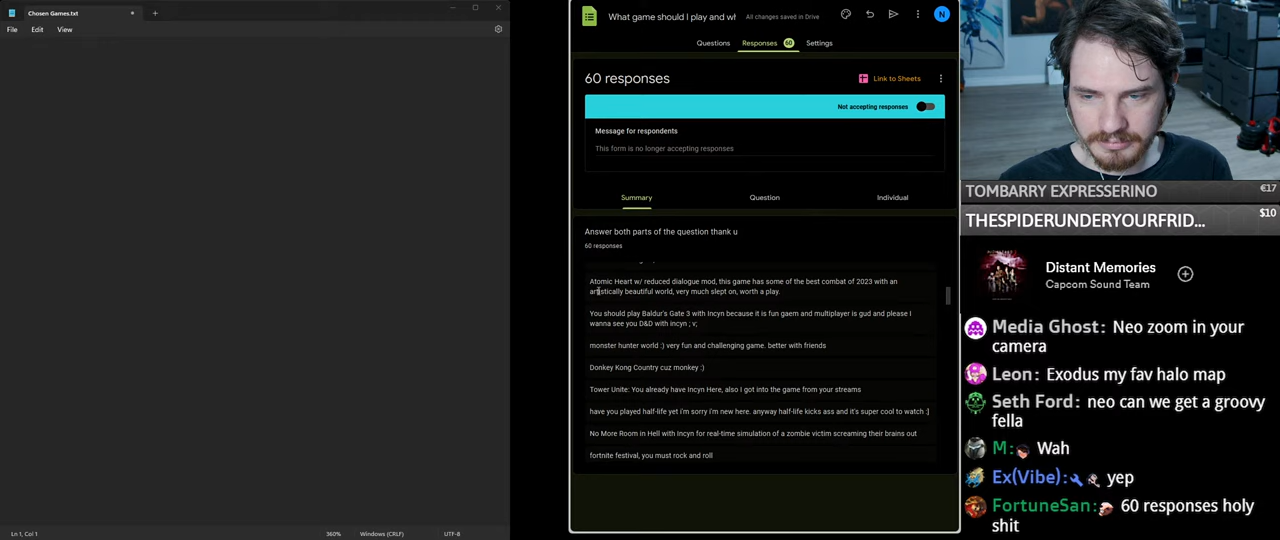 Chosen Games.txt
File Edit View
Ln 1, Col 1 360% Windows (CRLF) UTF-8
What game should I play and wh All changes saved in Drive N
Questions Responses 60 Settings
60 responses Link to Sheets
Not accepting responses
Message for respondents
This form is no longer accepting responses
Summary Question Individual
Answer both parts of the question thank u
60 responses
Atomic Heart w/ reduced dialogue mod, this game has some of the best combat of 2023 with an
artistically beautiful world, very much slept on, worth a play.
You should play Baldur's Gate 3 with Incyn because it is fun gaem and multiplayer is gud and please I
wanna see you D&D with incyn ; v;
monster hunter world :) very fun and challenging game. better with friends
Donkey Kong Country cuz monkey :)
Tower Unite: You already have Incyn Here, also I got into the game from your streams
have you played half-life yet i'm sorry i'm new here. anyway half-life kicks ass and it's super cool to watch :]
No More Room in Hell with Incyn for real-time simulation of a zombie victim screaming their brains out
fortnite festival, you must rock and roll
TOMBARRY EXPRESSERINO €17
THESPIDERUNDERYOURFRID... $10
Distant Memories
Capcom Sound Team
Media Ghost: Neo zoom in your
camera
Leon: Exodus my fav halo map
Seth Ford: neo can we get a groovy
fella
M: Wah
Ex(Vibe): yep
FortuneSan: 60 responses holy
shit